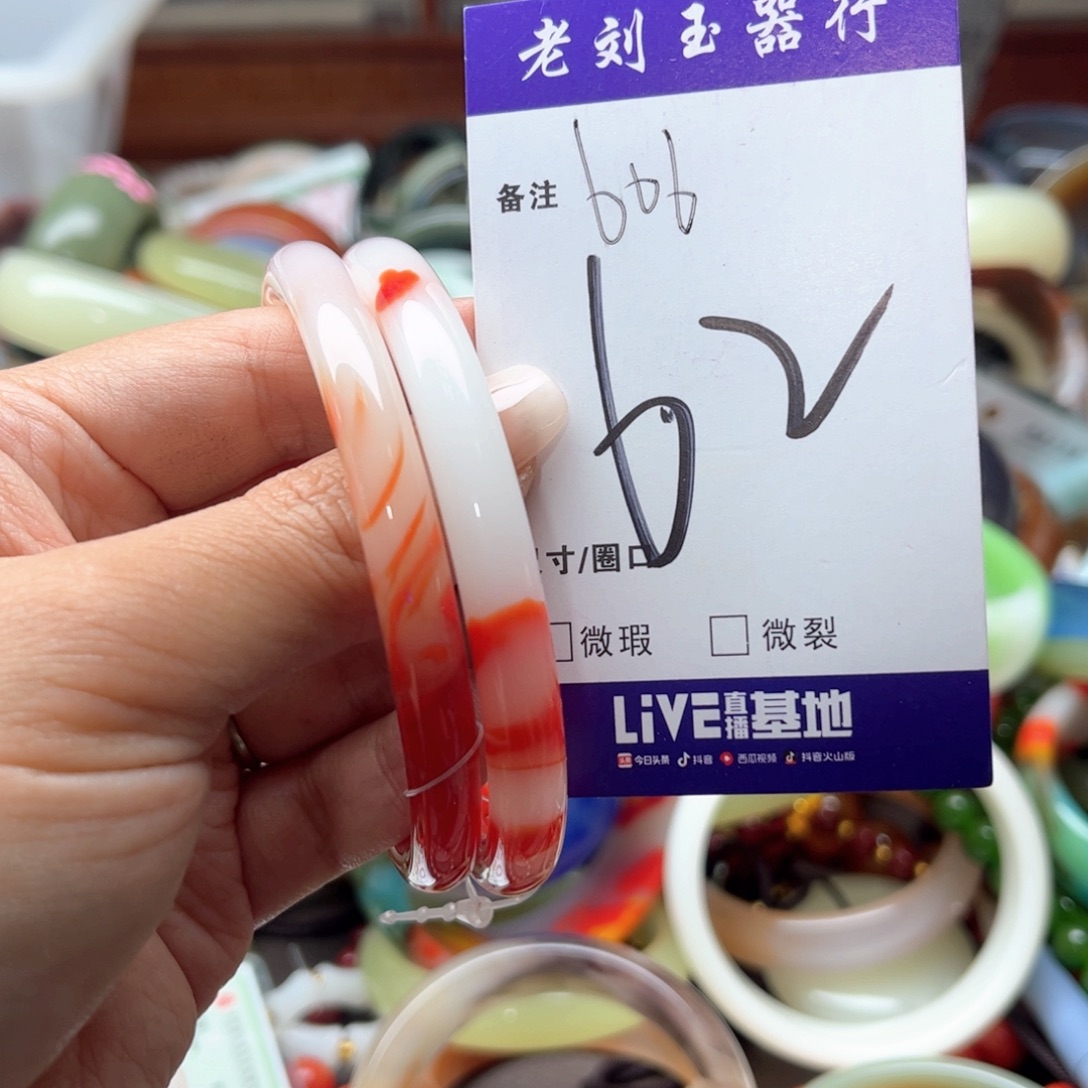 老刘玉器行
备注 606
62
寸/圈口
微瑕 微裂
LiVE直播基地
今日头条 抖音 西瓜视频 抖音火山版